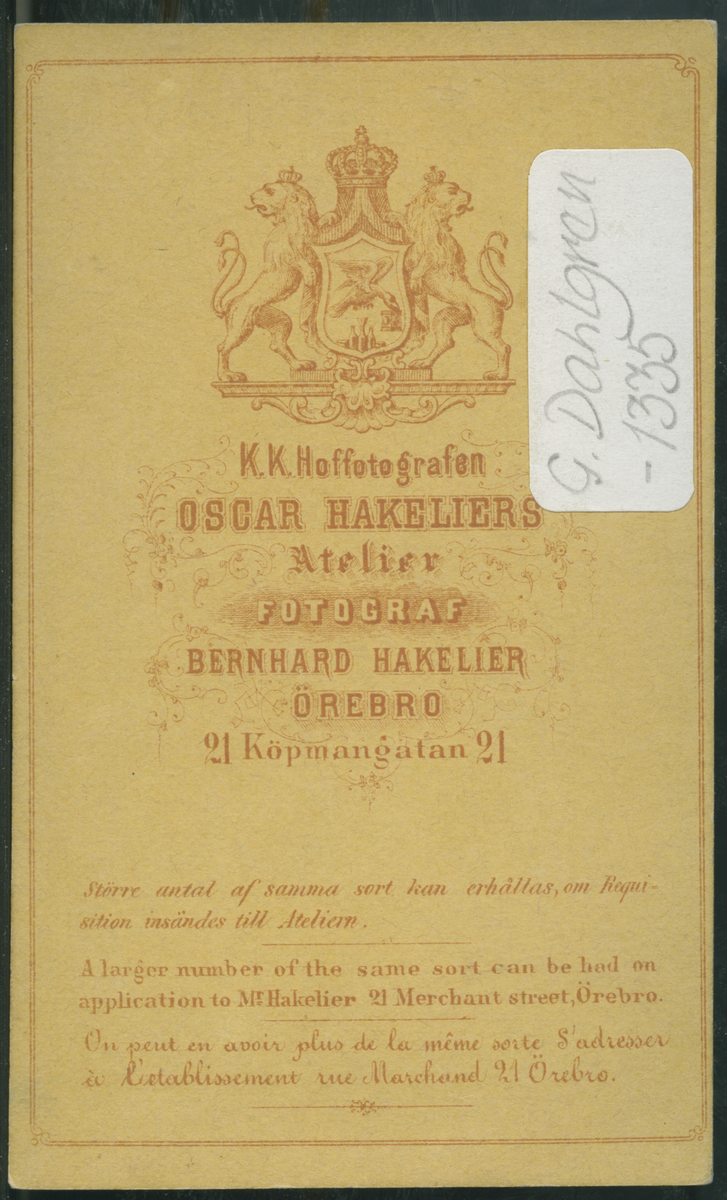 K.K. Hoffotografen
OSCAR HAKELIERS
Atelier
FOTOGRAF
BERNHARD HAKELIER
ÖREBRO
21 Köpmangatan 21
Större antal af samma sort kan erhållas, om Requi-
sition insändes till Ateliern.
A larger number of the same sort can be had on
application to Mr. Hakelier 21 Merchant street, Örebro.
On peut en avoir plus de la même sorte S'adresser
à L'etablissement rue Marchand 21 Örebro.
G. Dahlgren
- 1335